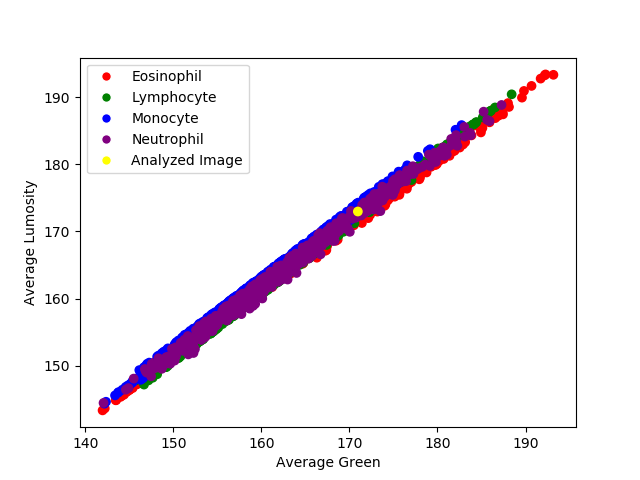 Eosinophil
Lymphocyte
Monocyte
Neutrophil
Analyzed Image
Average Lumosity
190
180
170
160
150
140
150
160
170
180
190
Average Green